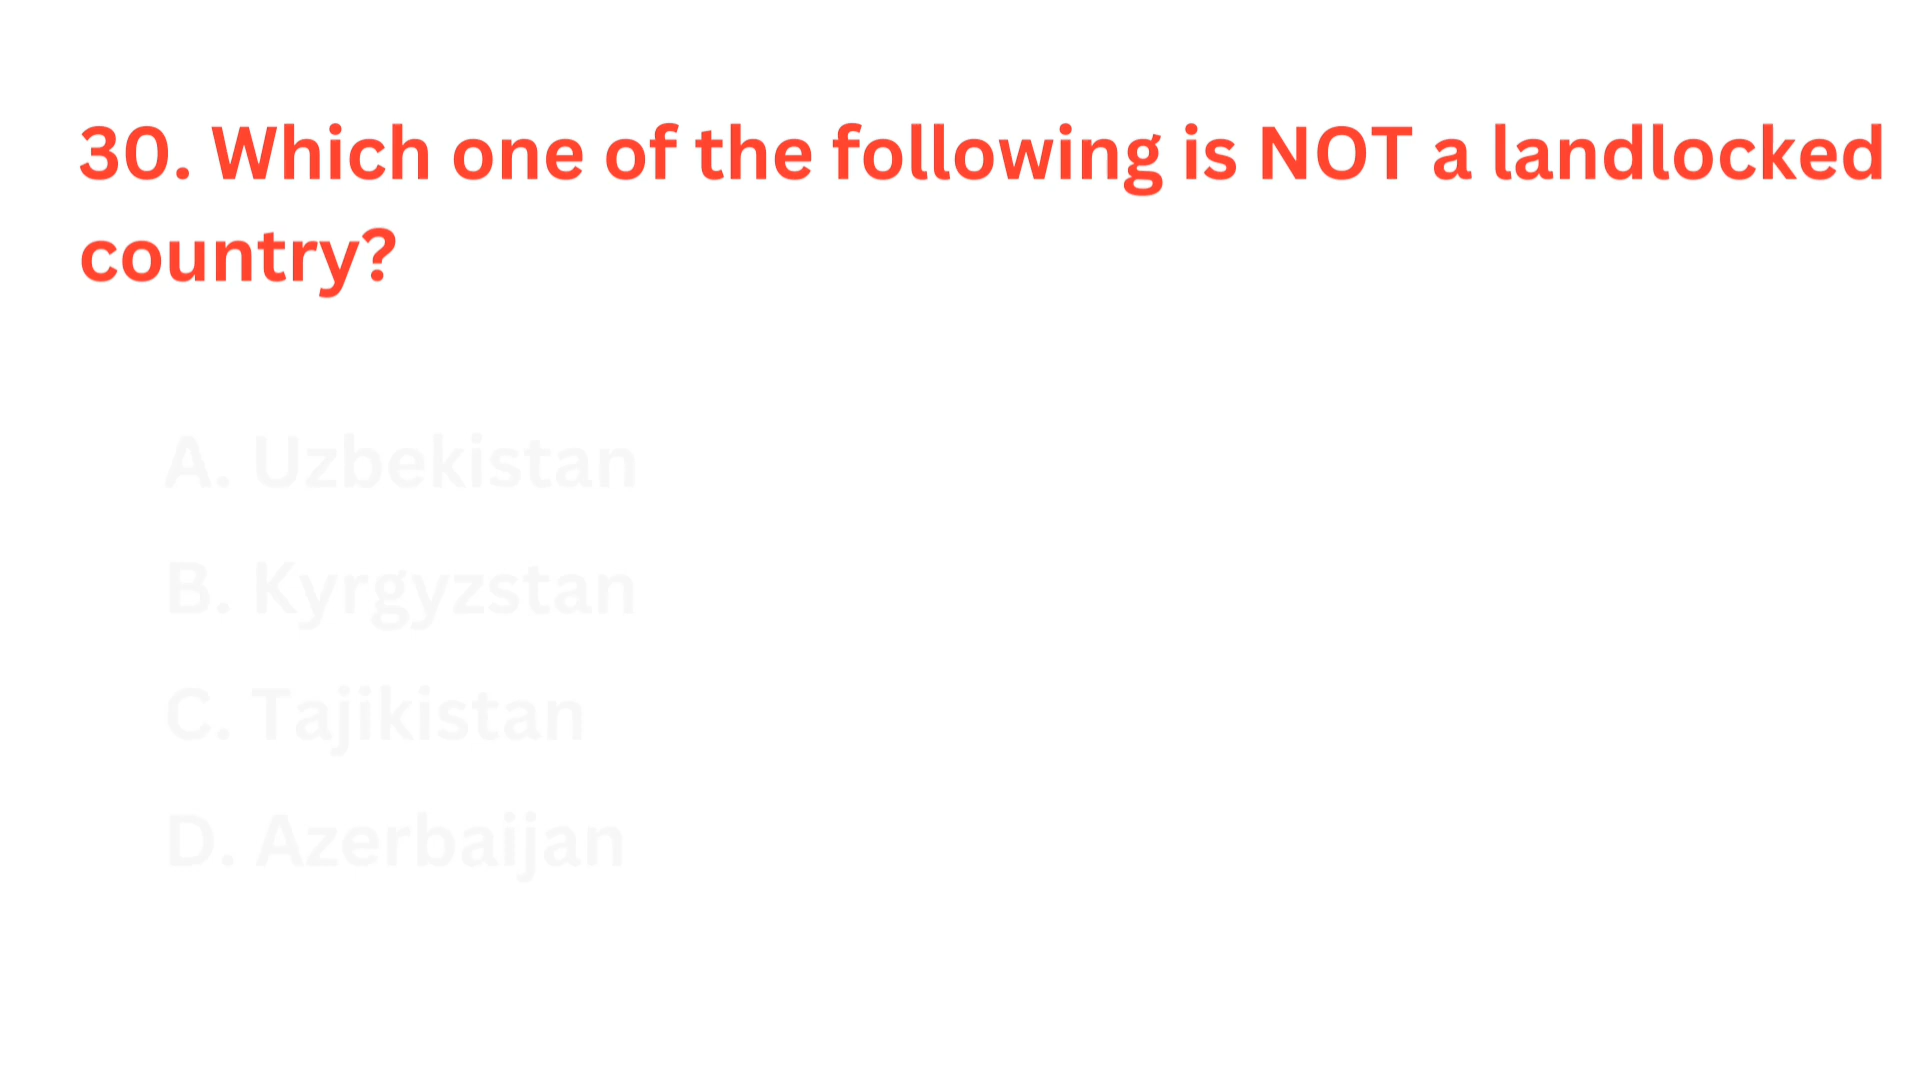 30. Which one of the following is NOT a landlocked
country?
A. Uzbekistan
B. Kyrgyzstan
C. Tajikistan
D. Azerbaijan